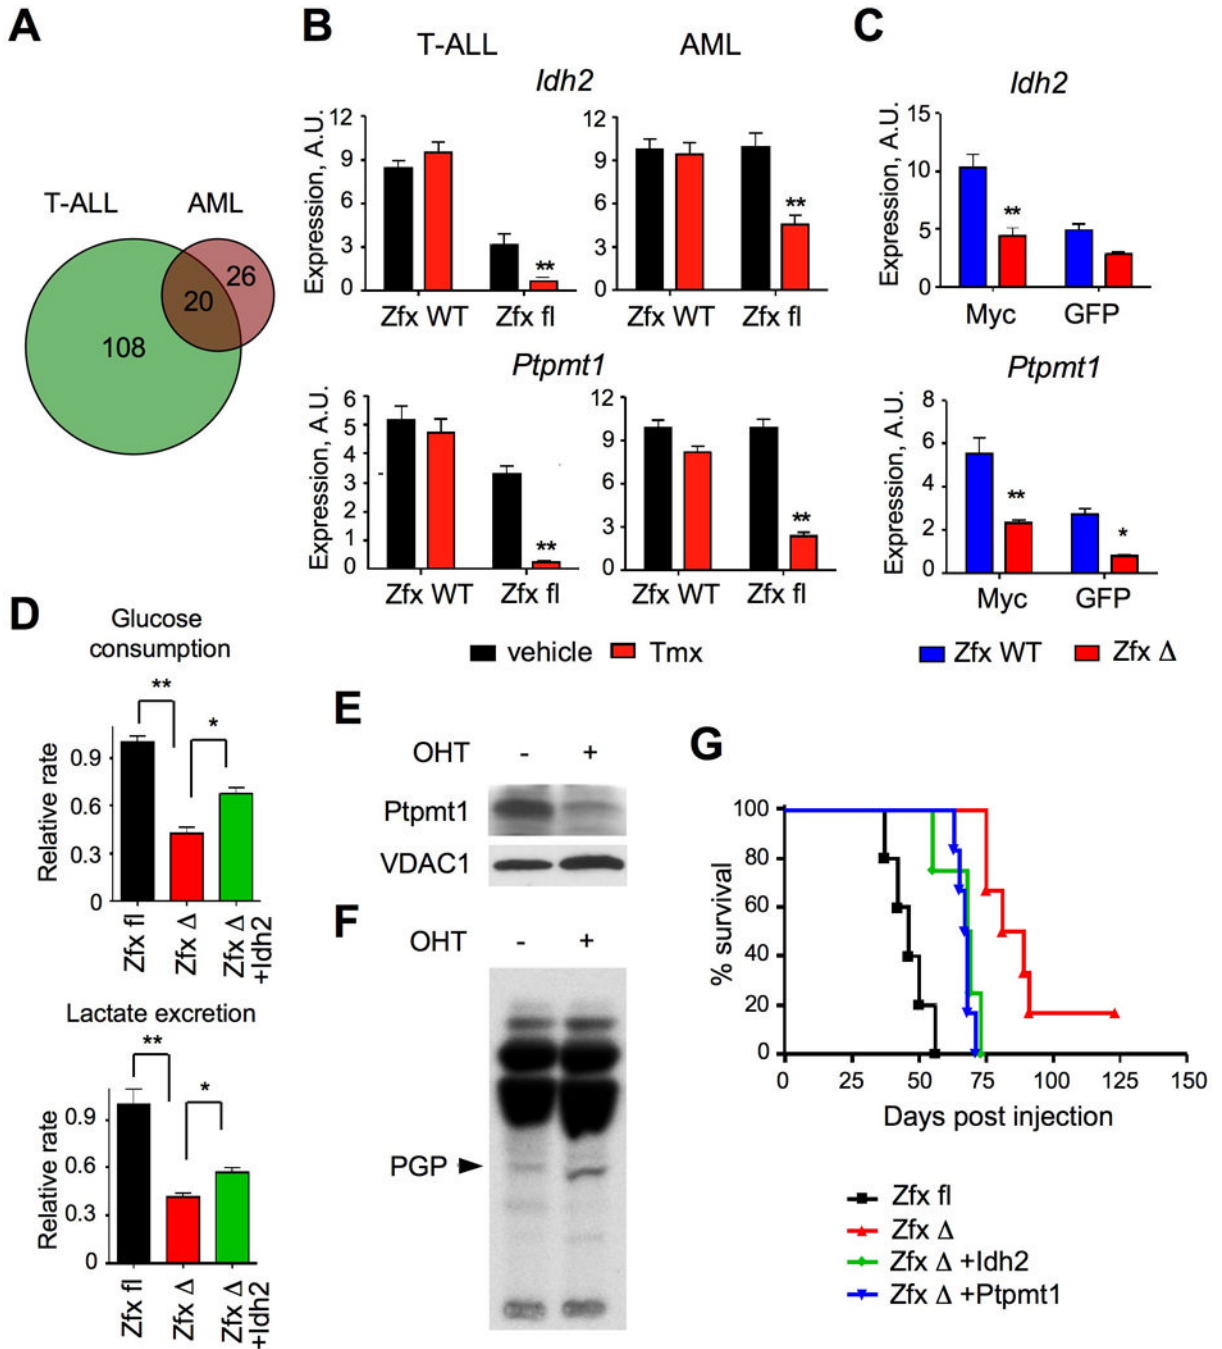 A
T-ALL
AML
108
20
26
B
T-ALL
AML
Idh2
Expression, A.U.
12
9
6
3
0
Zfx WT
Zfx fl
**
12
9
6
3
0
Zfx WT
Zfx fl
**
Ptpmt1
Expression, A.U.
6
5
4
3
2
1
0
Zfx WT
Zfx fl
**
12
9
6
3
0
Zfx WT
Zfx fl
**
vehicle
Tmx
C
Idh2
Expression, A.U.
15
10
5
0
**
Myc
GFP
Ptpmt1
Expression, A.U.
8
6
4
2
0
**
*
Myc
GFP
Zfx WT
Zfx Δ
D
Glucose
consumption
**
*
Relative rate
0.9
0.6
0.3
0
Zfx fl
Zfx Δ
Zfx Δ
+Idh2
Lactate excretion
**
*
Relative rate
0.9
0.6
0.3
0
Zfx fl
Zfx Δ
Zfx Δ
+Idh2
E
OHT
-
+
Ptpmt1
VDAC1
F
OHT
-
+
PGP
G
% survival
100
80
60
40
20
0
0
25
50
75
100
125
150
Days post injection
Zfx fl
Zfx Δ
Zfx Δ +Idh2
Zfx Δ +Ptpmt1